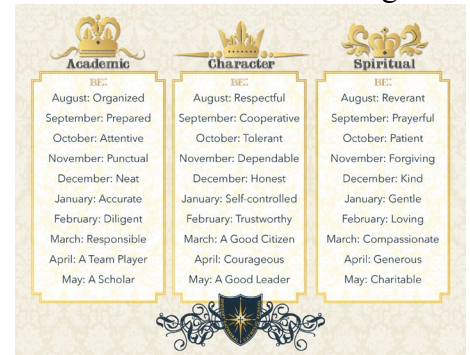 Academic
BE:
August: Organized
September: Prepared
October: Attentive
November: Punctual
December: Neat
January: Accurate
February: Diligent
March: Responsible
April: A Team Player
May: A Scholar
Character
BE:
August: Respectful
September: Cooperative
October: Tolerant
November: Dependable
December: Honest
January: Self-controlled
February: Trustworthy
March: A Good Citizen
April: Courageous
May: A Good Leader
Spiritual
BE:
August: Reverant
September: Prayerful
October: Patient
November: Forgiving
December: Kind
January: Gentle
February: Loving
March: Compassionate
April: Generous
May: Charitable